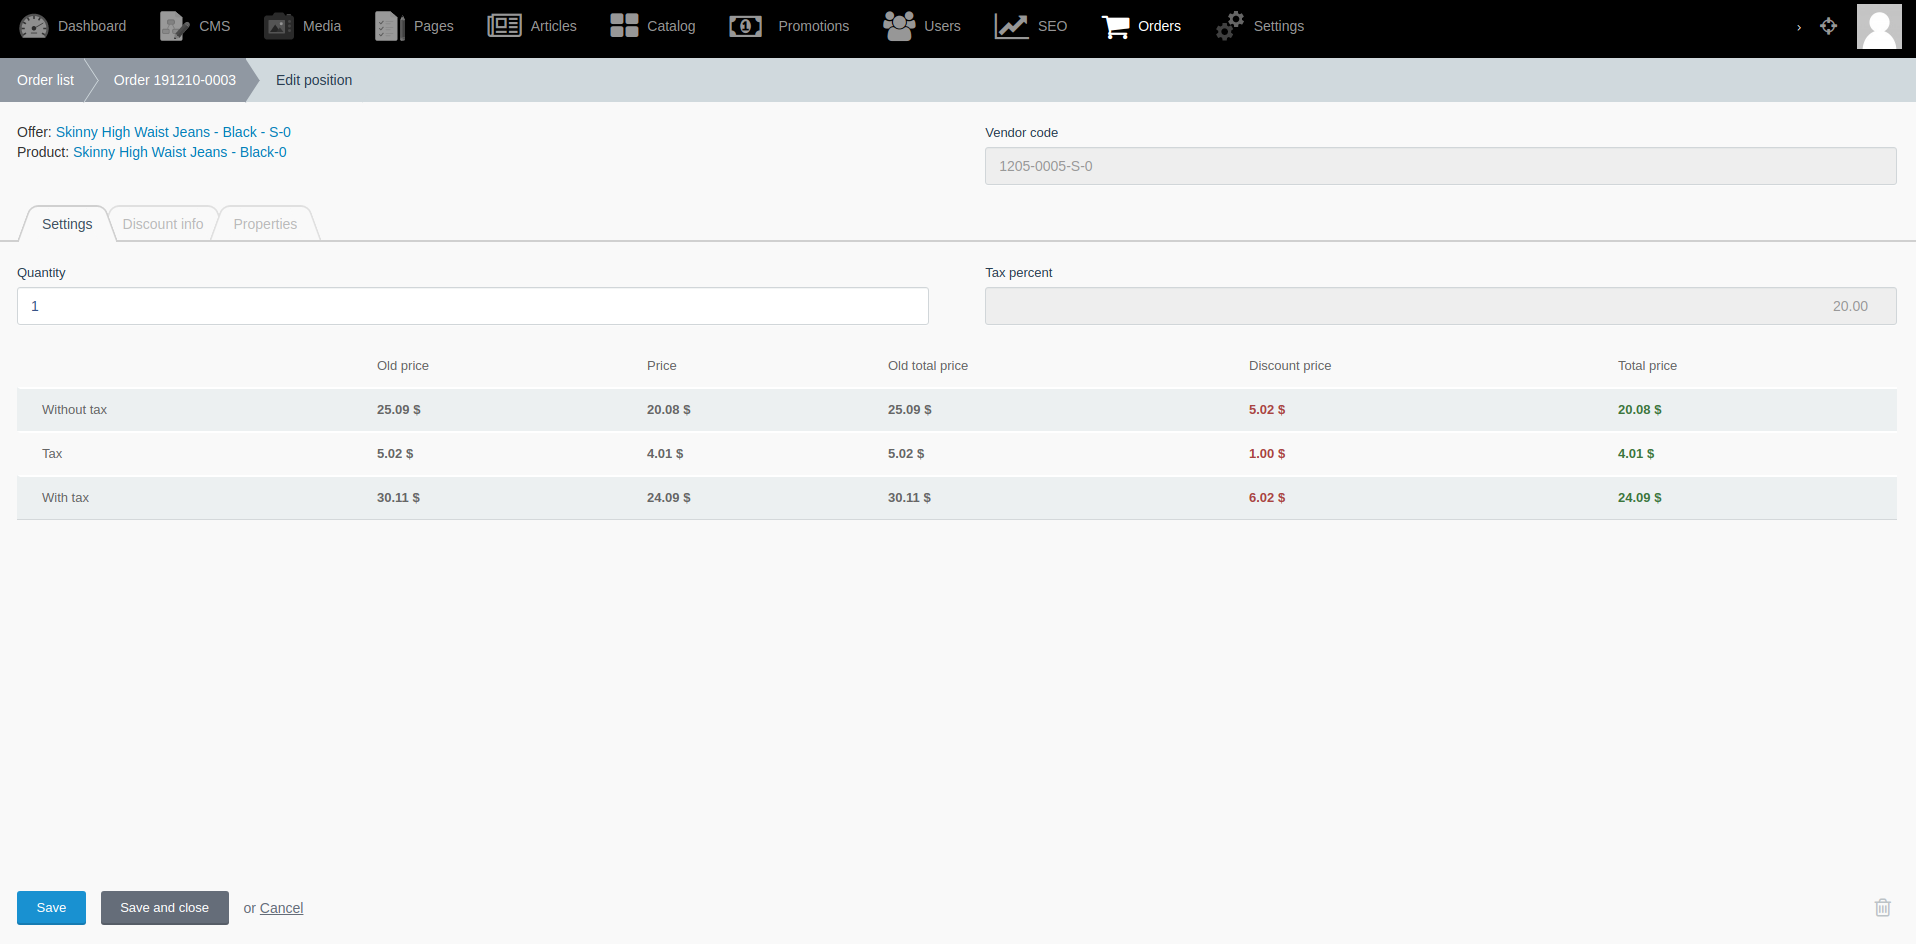 Dashboard CMS Media Pages Articles Catalog Promotions Users SEO Orders Settings
Order list Order 191210-0003 Edit position
Offer: Skinny High Waist Jeans - Black - S-0
Product: Skinny High Waist Jeans - Black-0
Vendor code
1205-0005-S-0
Settings Discount info Properties
Quantity Tax percent
1 20.00
Old price Price Old total price Discount price Total price
Without tax 25.09 $ 20.08 $ 25.09 $ 5.02 $ 20.08 $
Tax 5.02 $ 4.01 $ 5.02 $ 1.00 $ 4.01 $
With tax 30.11 $ 24.09 $ 30.11 $ 6.02 $ 24.09 $
Save Save and close or Cancel